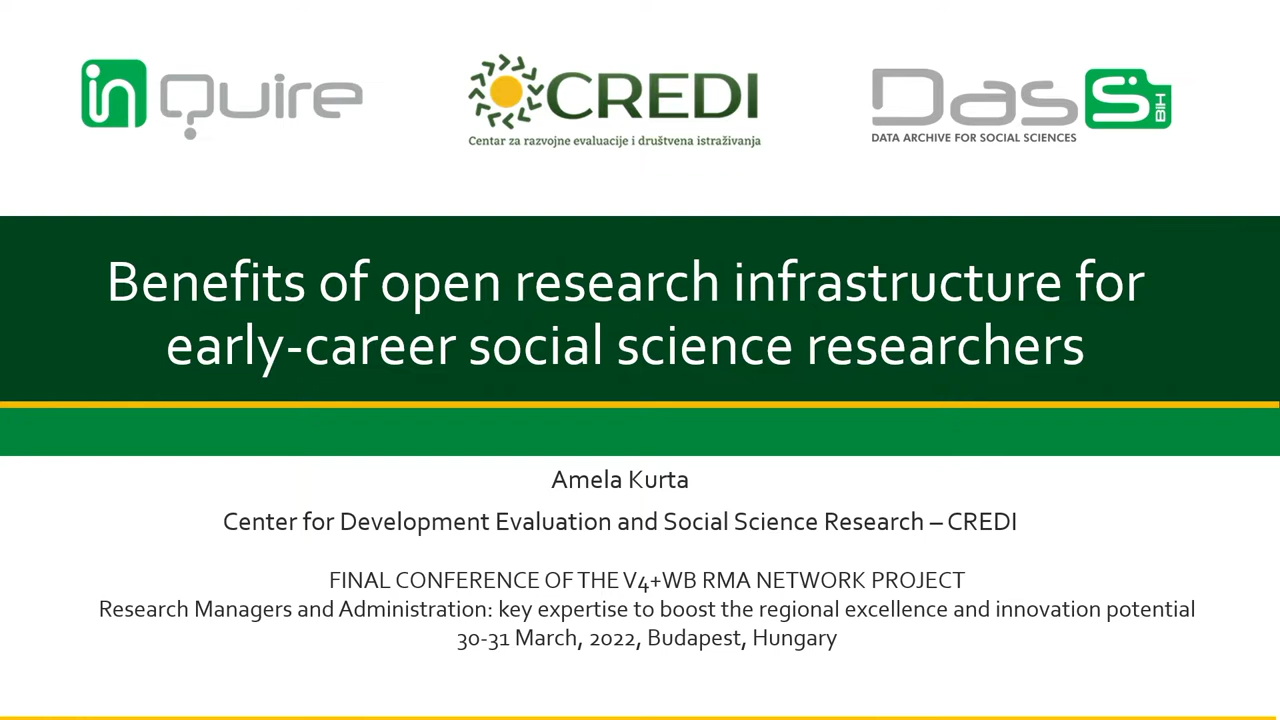 in Quire
CREDI
Centar za razvojne evaluacije i društvena istraživanja
Dass BIH
DATA ARCHIVE FOR SOCIAL SCIENCES
Benefits of open research infrastructure for
early-career social science researchers
Amela Kurta
Center for Development Evaluation and Social Science Research – CREDI
FINAL CONFERENCE OF THE V4+WB RMA NETWORK PROJECT
Research Managers and Administration: key expertise to boost the regional excellence and innovation potential
30-31 March, 2022, Budapest, Hungary